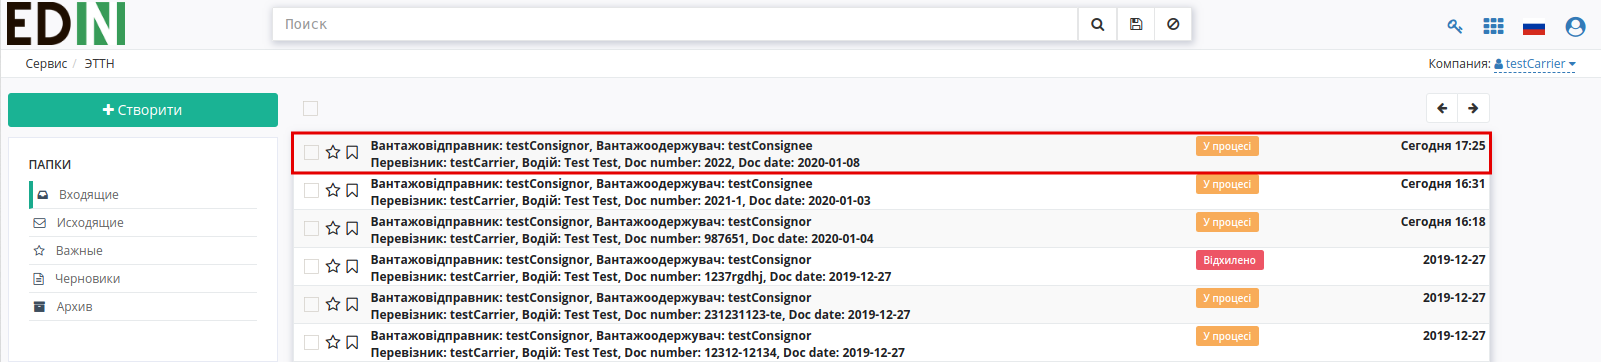 EDIN
Поиск
Сервис / ЭТТН
Компания: testCarrier
Створити
ПАПКИ
Входящие
Исходящие
Важные
Черновики
Архив
Вантажовідправник: testConsignor, Вантажоодержувач: testConsignee
Перевізник: testCarrier, Водій: Test Test, Doc number: 2022, Doc date: 2020-01-08
У процесі
Сегодня 17:25
Вантажовідправник: testConsignor, Вантажоодержувач: testConsignee
Перевізник: testCarrier, Водій: Test Test, Doc number: 2021-1, Doc date: 2020-01-03
У процесі
Сегодня 16:31
Вантажовідправник: testConsignor, Вантажоодержувач: testConsignor
Перевізник: testCarrier, Водій: Test Test, Doc number: 987651, Doc date: 2020-01-04
У процесі
Сегодня 16:18
Вантажовідправник: testConsignor, Вантажоодержувач: testConsignor
Перевізник: testCarrier, Водій: Test Test, Doc number: 1237rgdhj, Doc date: 2019-12-27
Відхилено
2019-12-27
Вантажовідправник: testConsignor, Вантажоодержувач: testConsignor
Перевізник: testCarrier, Водій: Test Test, Doc number: 231231123-te, Doc date: 2019-12-27
У процесі
2019-12-27
Вантажовідправник: testConsignor, Вантажоодержувач: testConsignor
Перевізник: testCarrier, Водій: Test Test, Doc number: 12312-12134, Doc date: 2019-12-27
У процесі
2019-12-27